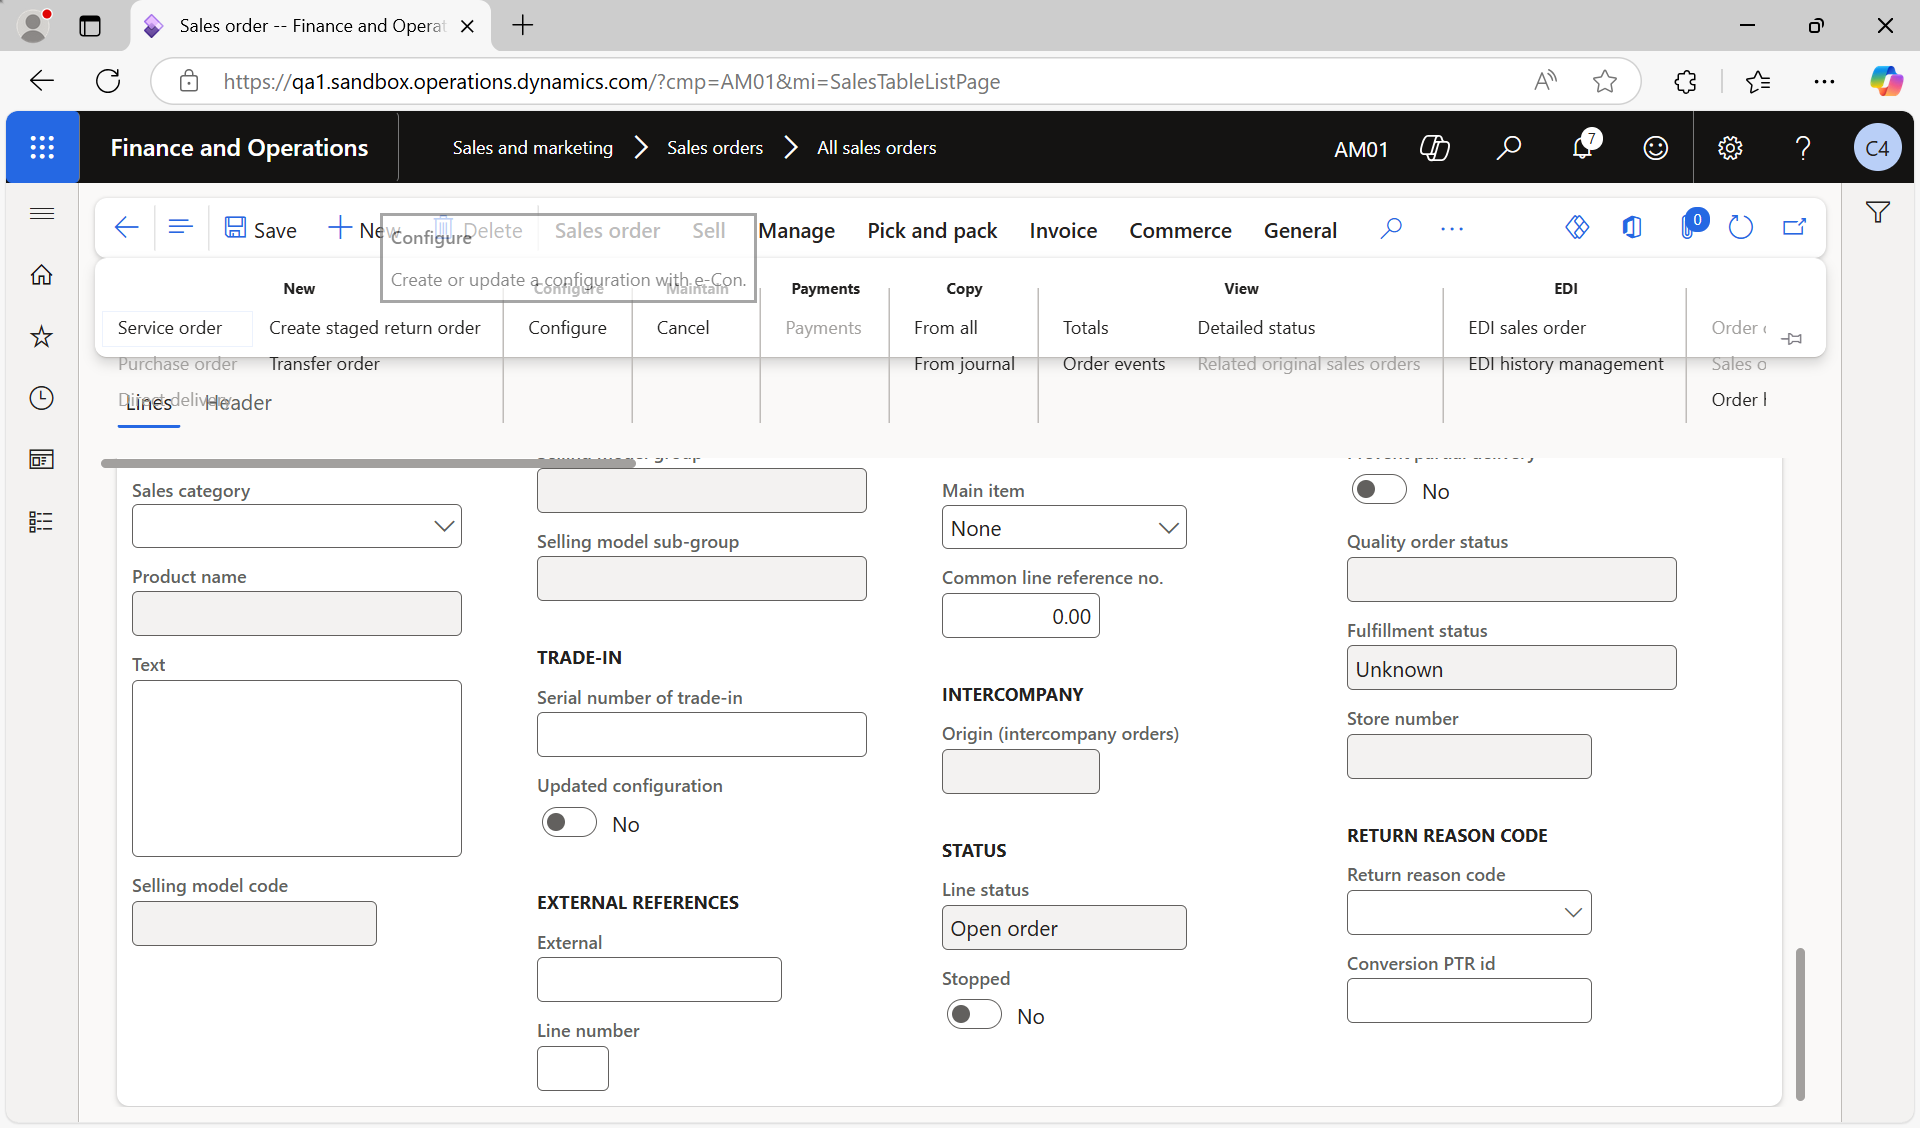 Sales order -- Finance and Operat
https://qa1.sandbox.operations.dynamics.com/?cmp=AM01&mi=SalesTableListPage
Finance and Operations
Sales and marketing
Sales orders
All sales orders
AM01
7
C4
Save
New
Delete
Sales order
Sell
Manage
Pick and pack
Invoice
Commerce
General
0
Configure
Create or update a configuration with e-Con.
New
Configure
Maintain
Payments
Copy
View
EDI
Service order
Create staged return order
Configure
Cancel
Payments
From all
Totals
Detailed status
EDI sales order
Order
Purchase order
Transfer order
From journal
Order events
Related original sales orders
EDI history management
Sales o
Direct delivery
Order
Lines
Header
Selling model group
Prevent partial delivery
No
Sales category
Main item
None
Selling model sub-group
Quality order status
Product name
Common line reference no.
0.00
Fulfillment status
Unknown
Text
TRADE-IN
Serial number of trade-in
INTERCOMPANY
Origin (intercompany orders)
Store number
Updated configuration
No
RETURN REASON CODE
Return reason code
STATUS
Line status
Open order
Selling model code
EXTERNAL REFERENCES
External
Conversion PTR id
Stopped
No
Line number